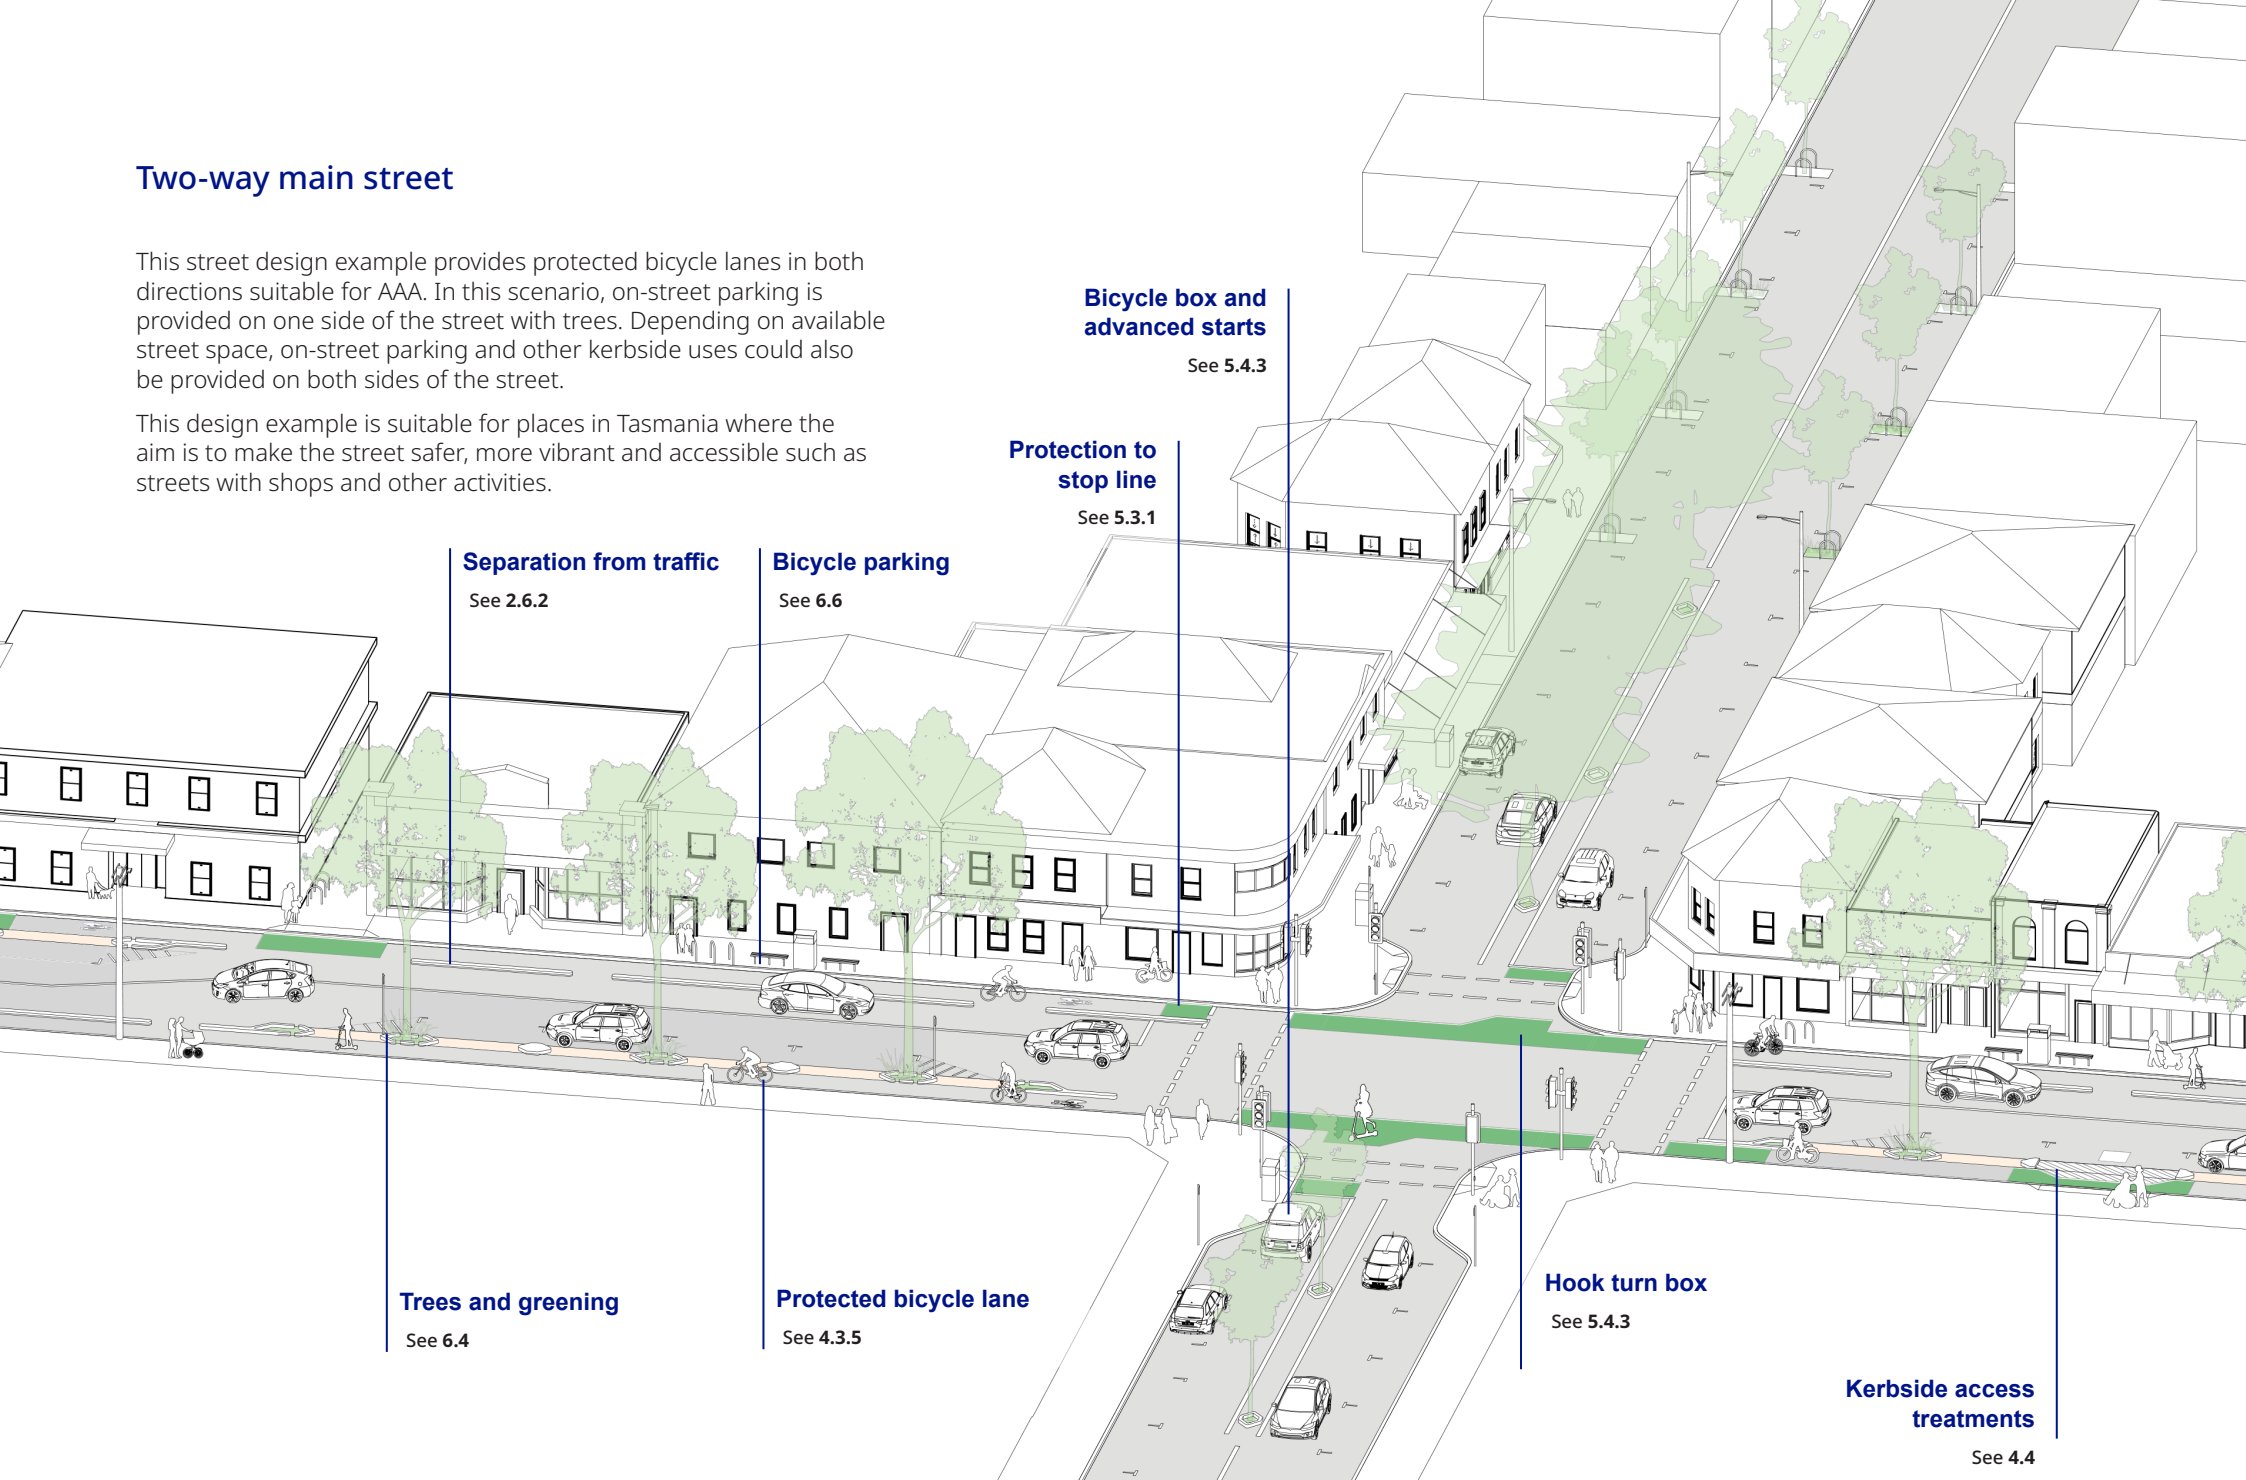 Two-way main street
This street design example provides protected bicycle lanes in both
directions suitable for AAA. In this scenario, on-street parking is
provided on one side of the street with trees. Depending on available
street space, on-street parking and other kerbside uses could also
be provided on both sides of the street.
This design example is suitable for places in Tasmania where the
aim is to make the street safer, more vibrant and accessible such as
streets with shops and other activities.
Bicycle box and
advanced starts
See 5.4.3
Protection to
stop line
See 5.3.1
Separation from traffic
See 2.6.2
Bicycle parking
See 6.6
Trees and greening
See 6.4
Protected bicycle lane
See 4.3.5
Hook turn box
See 5.4.3
Kerbside access
treatments
See 4.4